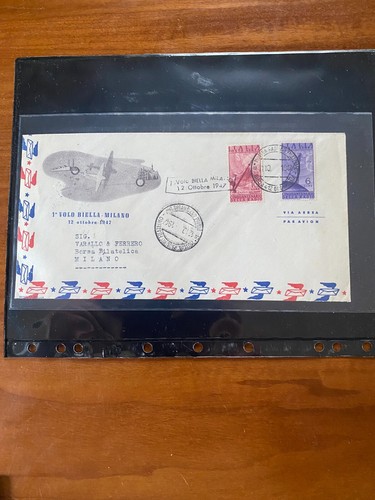 ITALIA
ITALIA
1. Volo BIELLA
12 Ottobre 1947
1° VOLO BIELLA-MILANO
12 ottobre 1947
SIG.
VANALLO & FERRERO
Borsa Filatelica
MILANO
VIA AEREA
PAR AVION